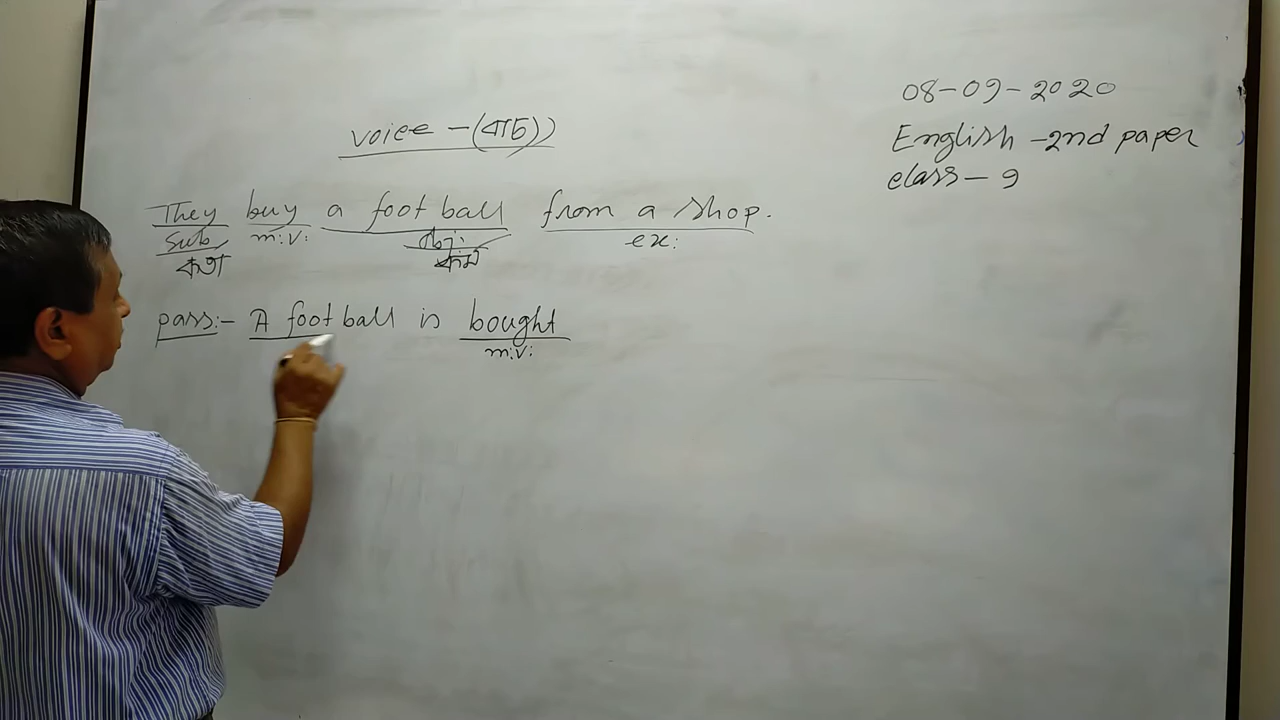 voice - (বাচ্য)
They buy a football from a shop.
Sub m:v: obj: ex:
কর্তা কর্ম
pass:- A football is bought
m:v:
08-09-2020
English - 2nd paper
class - 9